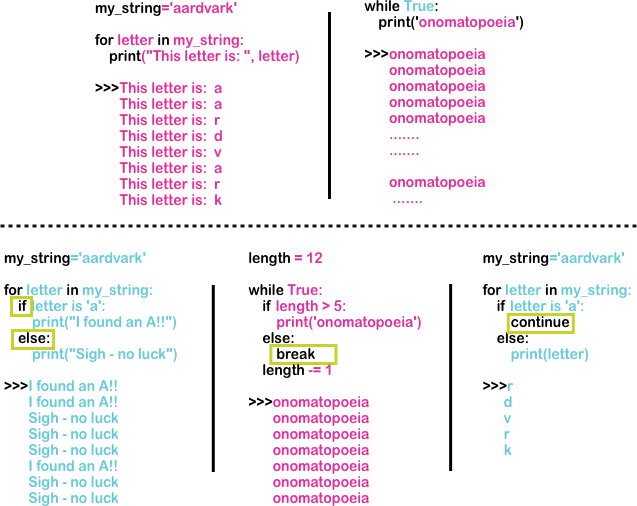 my_string='aardvark'
for letter in my_string:
print("This letter is: ", letter)
>>>This letter is: a
This letter is: a
This letter is: r
This letter is: d
This letter is: v
This letter is: a
This letter is: r
This letter is: k
while True:
print('onomatopoeia')
>>>onomatopoeia
onomatopoeia
onomatopoeia
onomatopoeia
onomatopoeia
.......
.......
onomatopoeia
.......
my_string='aardvark'
for letter in my_string:
if letter is 'a':
print("I found an A!!")
else:
print("Sigh - no luck")
>>>I found an A!!
I found an A!!
Sigh - no luck
Sigh - no luck
Sigh - no luck
I found an A!!
Sigh - no luck
Sigh - no luck
length = 12
while True:
if length > 5:
print('onomatopoeia')
else:
break
length -= 1
>>>onomatopoeia
onomatopoeia
onomatopoeia
onomatopoeia
onomatopoeia
onomatopoeia
onomatopoeia
my_string='aardvark'
for letter in my_string:
if letter is 'a':
continue
else:
print(letter)
>>>r
d
v
r
k